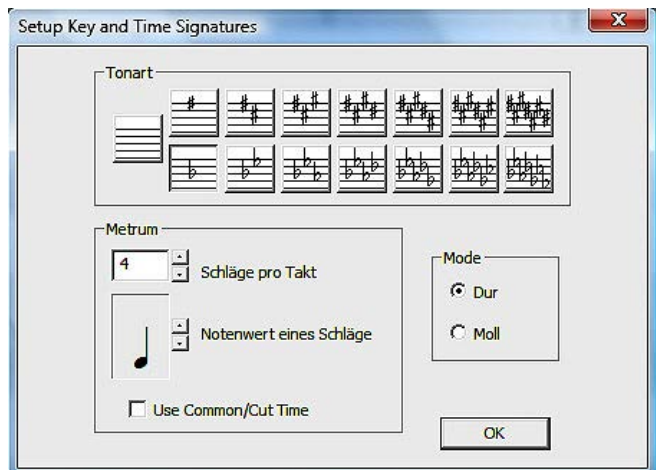 Setup Key and Time Signatures
Tonart
Metrum
4
Schläge pro Takt
Notenwert eines Schläge
Use Common/Cut Time
Mode
Dur
Moll
OK